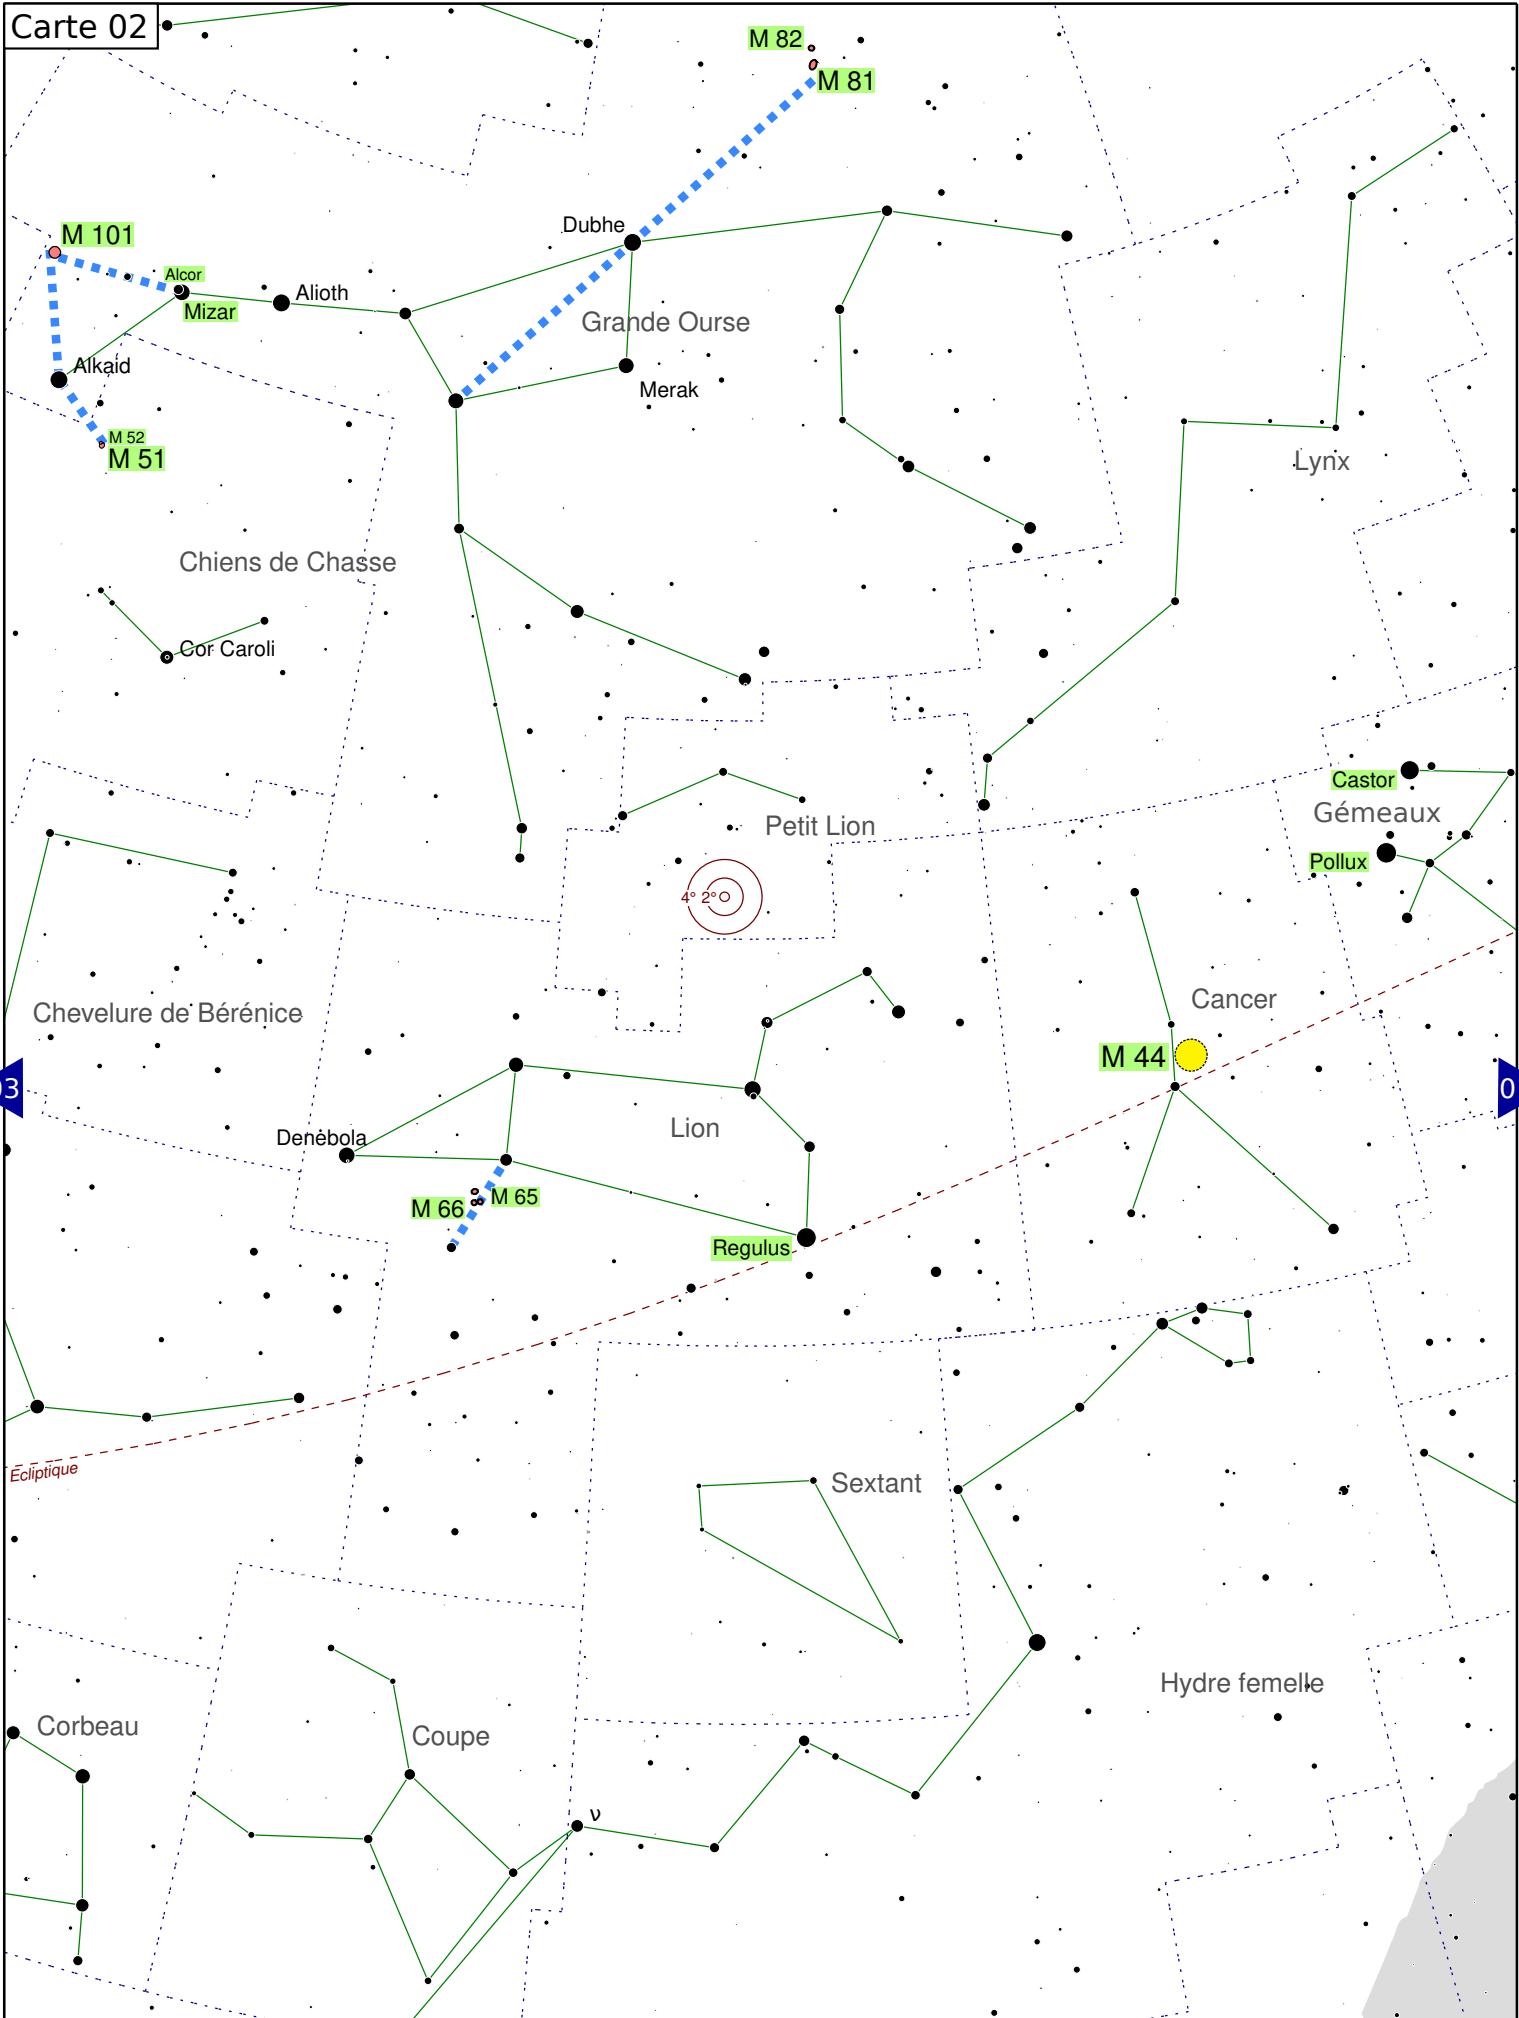 Carte 02
M 82
M 81
Dubhe
M 101
Alcor
Mizar
Alioth
Grande Ourse
Alkaid
Merak
M 52
M 51
Lynx
Chiens de Chasse
Cor Caroli
Castor
Gémeaux
Petit Lion
Pollux
4° 2°
Cancer
Chevelure de Bérénice
M 44
03
0
Lion
Denebola
M 65
M 66
Regulus
Ecliptique
Sextant
Hydre femelle
Corbeau
Coupe
ν